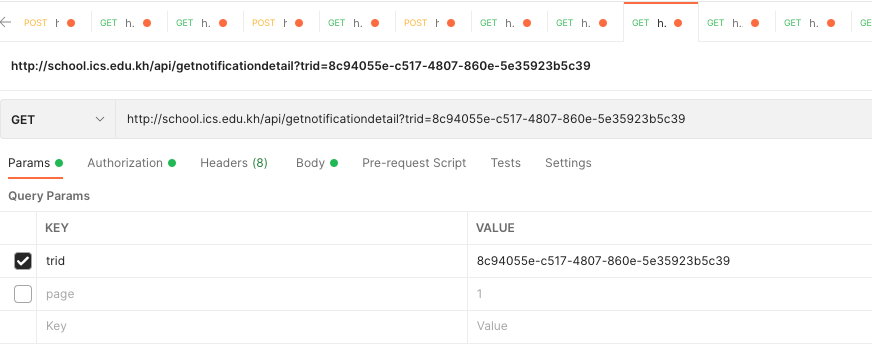 POST h GET h. GET h. POST h GET h. POST h GET h. GET h. GET h. GET h. GET h. GE
http://school.ics.edu.kh/api/getnotificationdetail?trid=8c94055e-c517-4807-860e-5e35923b5c39
GET http://school.ics.edu.kh/api/getnotificationdetail?trid=8c94055e-c517-4807-860e-5e35923b5c39
Params Authorization Headers (8) Body Pre-request Script Tests Settings
Query Params
KEY VALUE
trid 8c94055e-c517-4807-860e-5e35923b5c39
page 1
Key Value